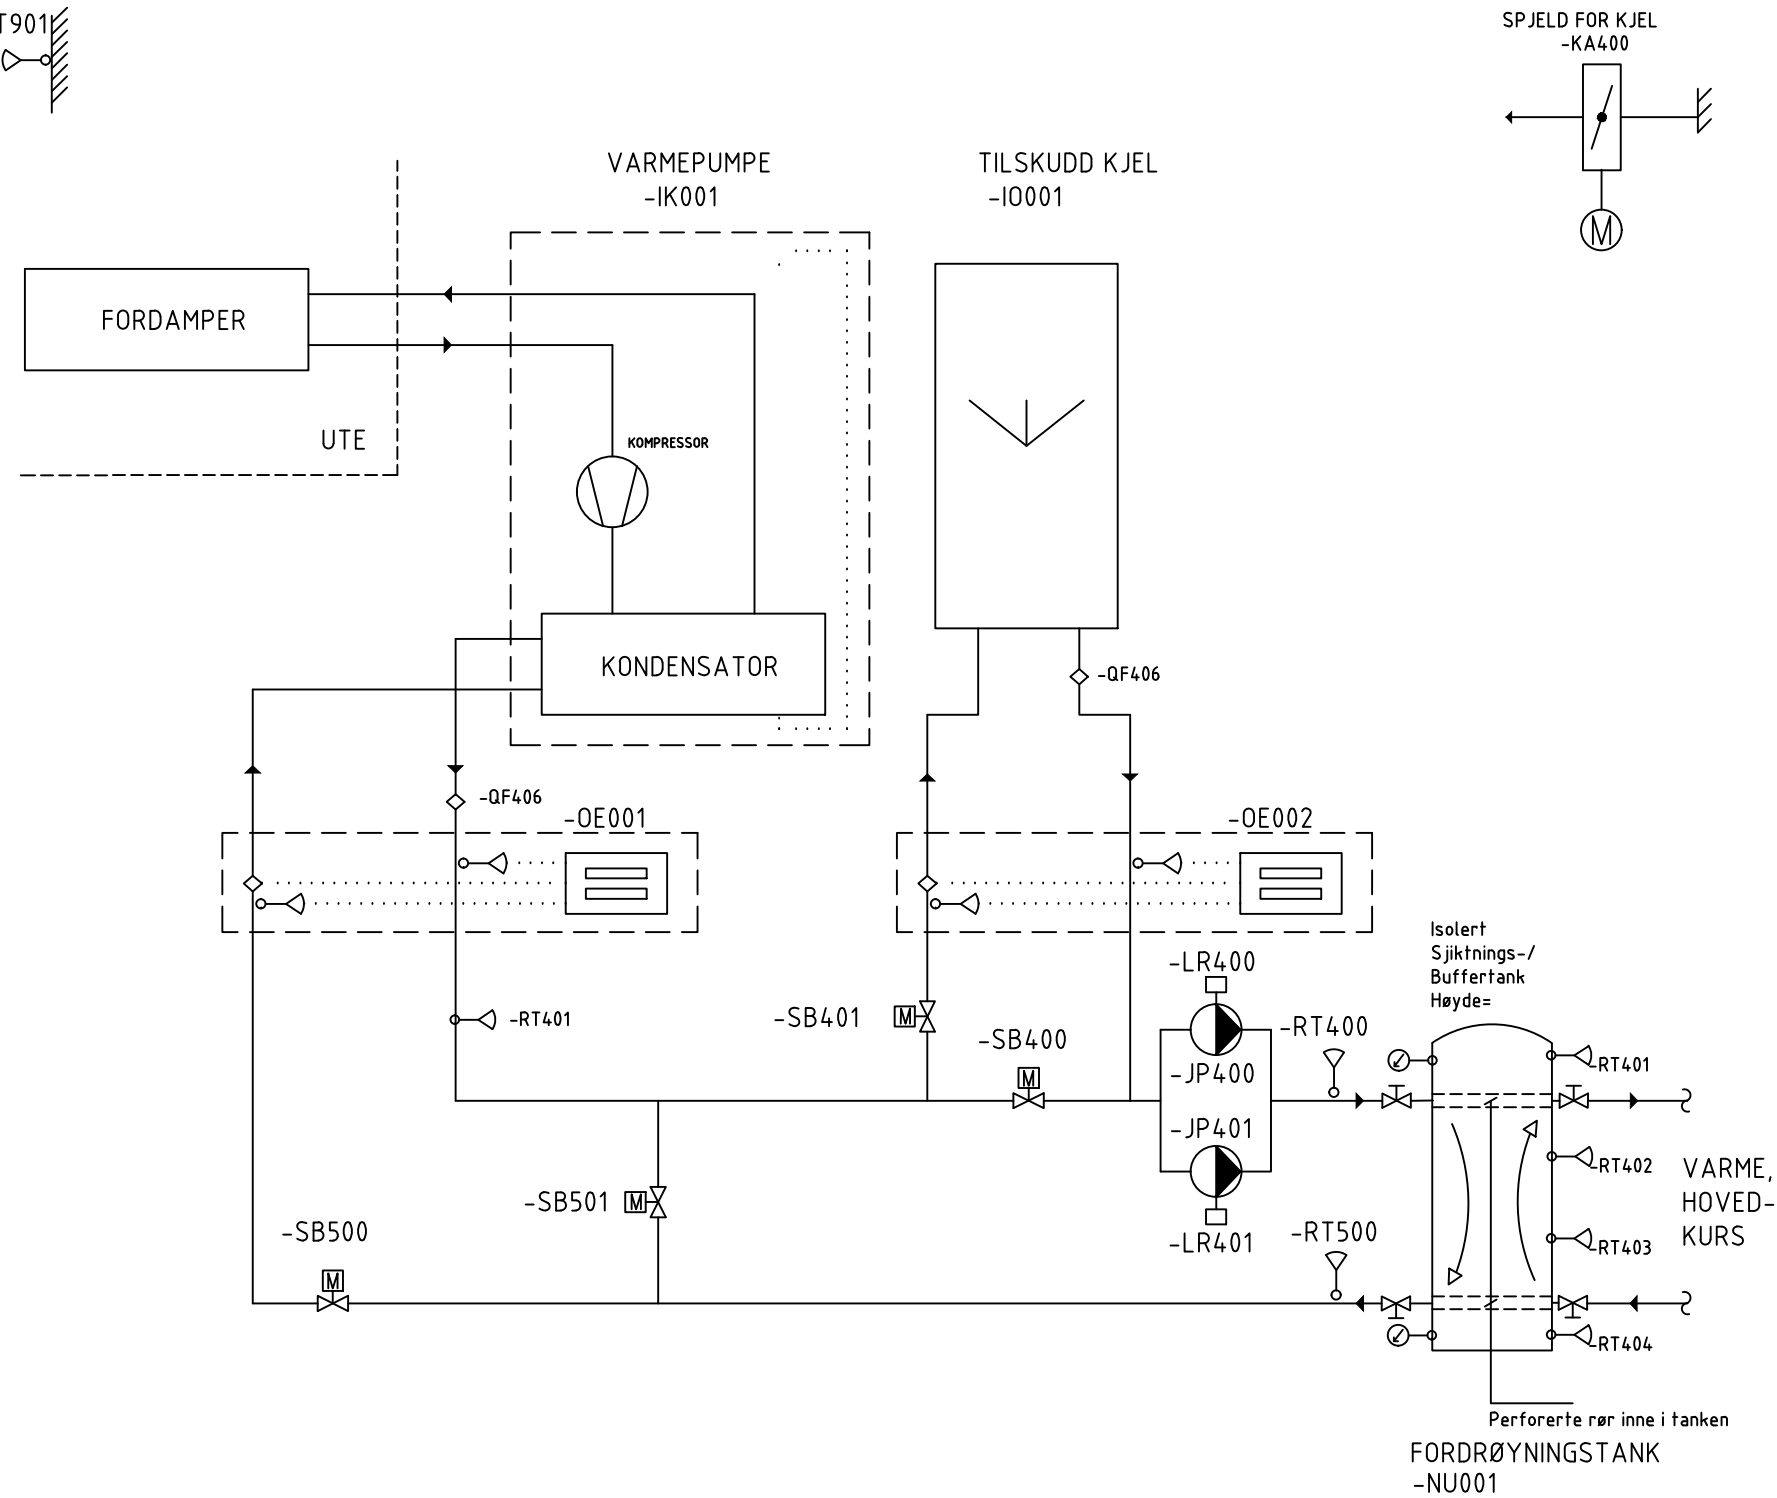 T901
SPJELD FOR KJEL
-KA400
M
VARMEPUMPE
-IK001
TILSKUDD KJEL
-IO001
FORDAMPER
UTE
KOMPRESSOR
KONDENSATOR
-QF406
-QF406
-OE001
-OE002
Isolert
Sjiktnings-/
Buffertank
Høyde=
-LR400
-RT401
-SB401
M
-SB400
M
-JP400
-RT400
-RT401
-JP401
-RT402
VARME,
HOVED-
KURS
-SB501
M
-SB500
M
-LR401
-RT500
-RT403
-RT404
Perforerte rør inne i tanken
FORDRØYNINGSTANK
-NU001